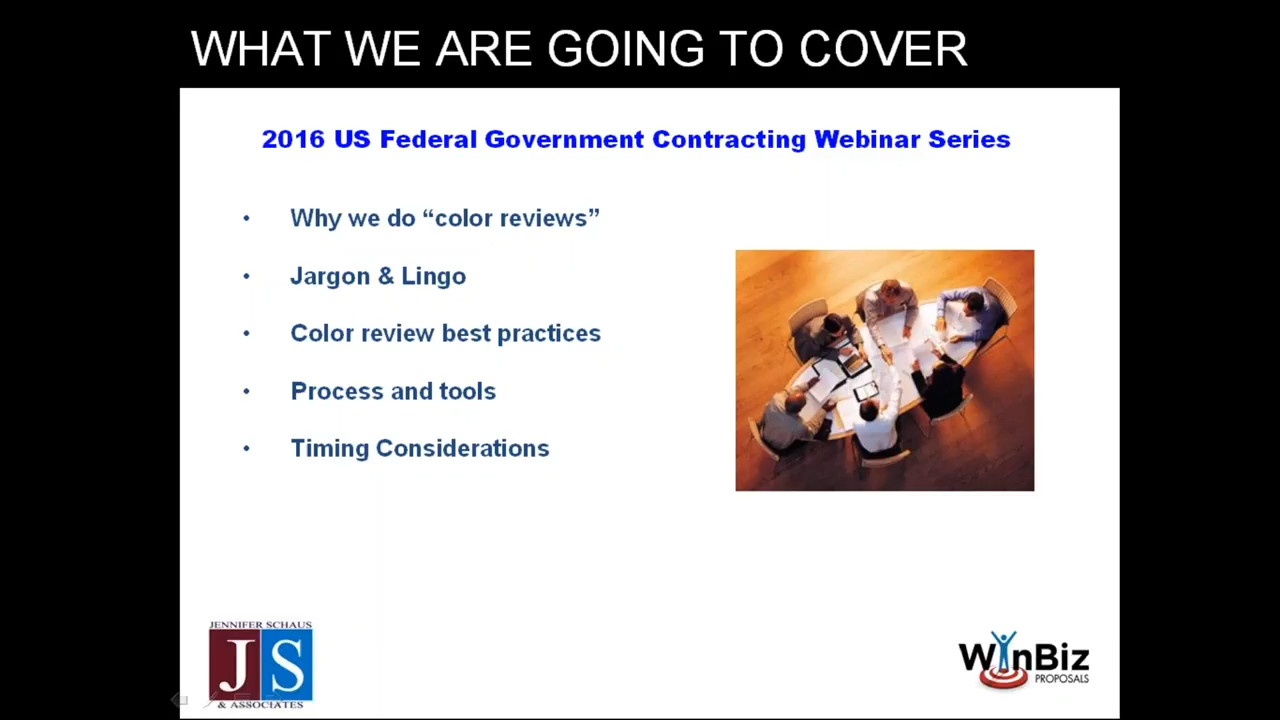 WHAT WE ARE GOING TO COVER
2016 US Federal Government Contracting Webinar Series
• Why we do “color reviews”
• Jargon & Lingo
• Color review best practices
• Process and tools
• Timing Considerations
JENNIFER SCHAUS
JS
& ASSOCIATES
WinBiz
PROPOSALS